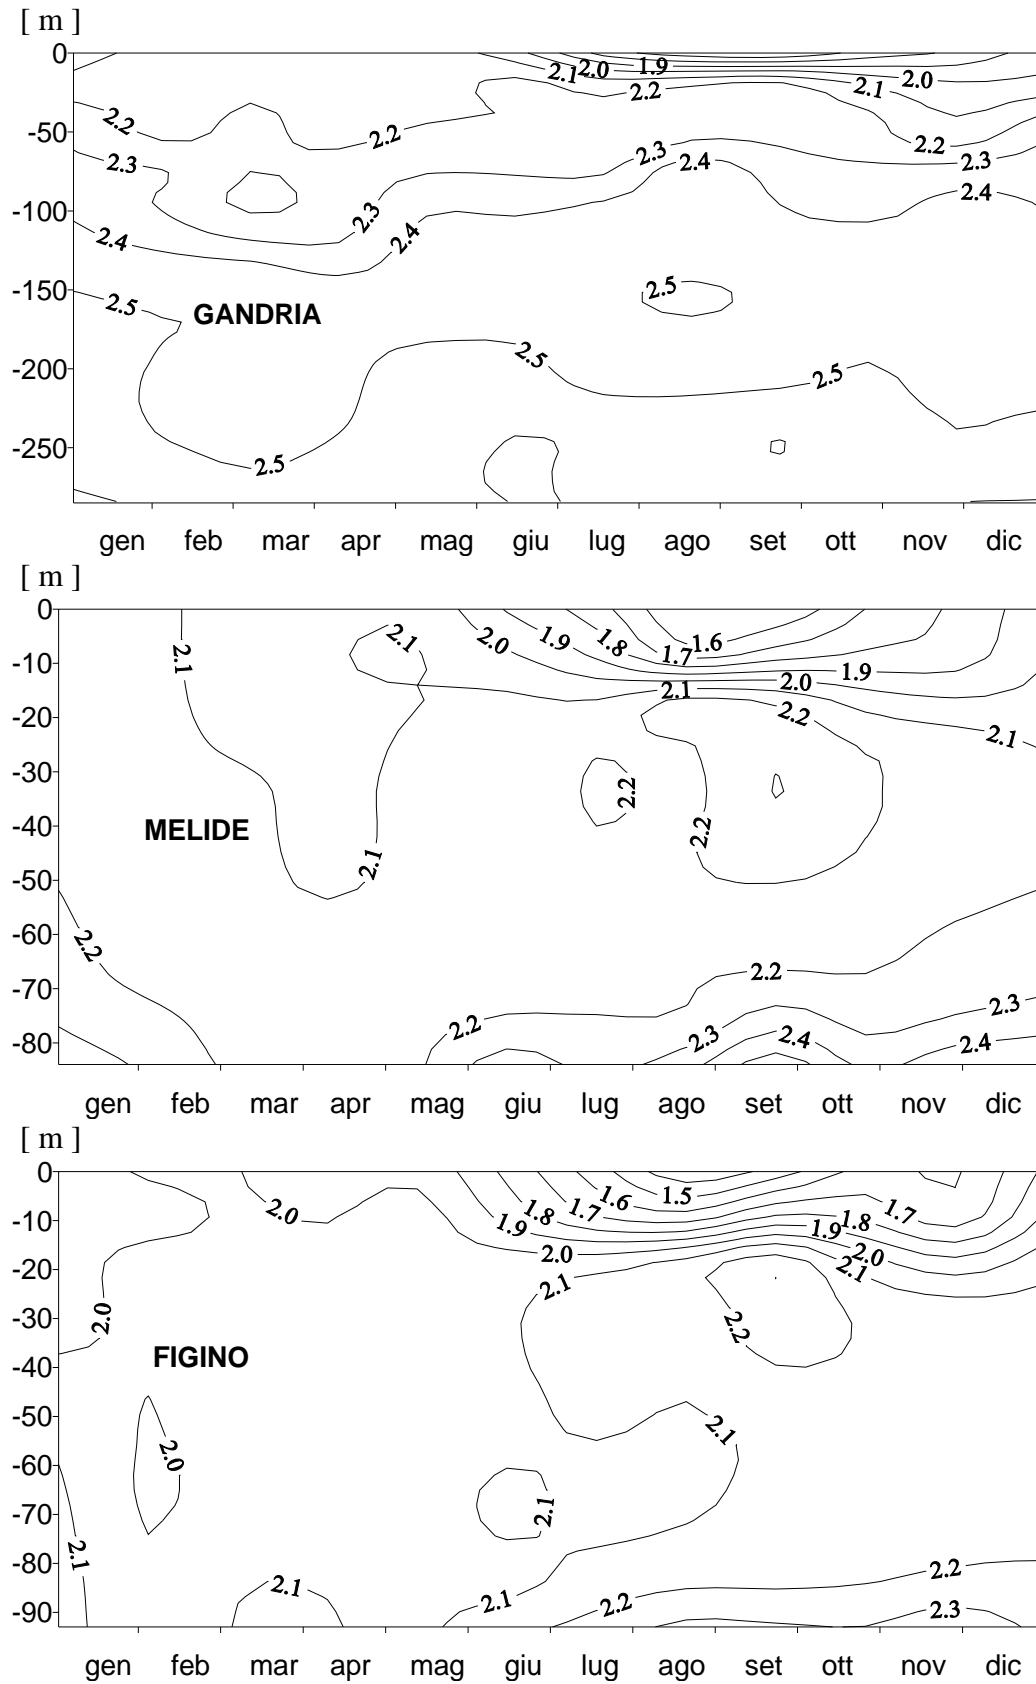 [ m ]
0
2.1 2.0 1.9 2.0
2.2 2.1
-50 2.2 2.2 2.2
2.3 2.3 2.4 2.3
-100 2.3 2.4
2.4 2.4
-150 2.5 2.5
GANDRIA
-200 2.5 2.5
-250 2.5
gen feb mar apr mag giu lug ago set ott nov dic
[ m ]
0
2.1 2.0 1.9 1.8 1.6
-10 2.1 1.7 1.9
2.1 2.0
-20 2.2 2.1
-30 2.2
-40 MELIDE 2.2
2.1
-50
-60 2.2
-70 2.2
2.2 2.3
-80 2.3 2.4 2.4
gen feb mar apr mag giu lug ago set ott nov dic
[ m ]
0
2.0 1.6 1.5
-10 1.9 1.8 1.7 1.9 1.8 1.7
2.0 2.0
-20 2.1 2.1
-30 2.0 2.2
FIGINO
-40
-50 2.1
-60 2.0
-70 2.1
-80 2.1
2.1 2.2
-90 2.1 2.2 2.3
gen feb mar apr mag giu lug ago set ott nov dic